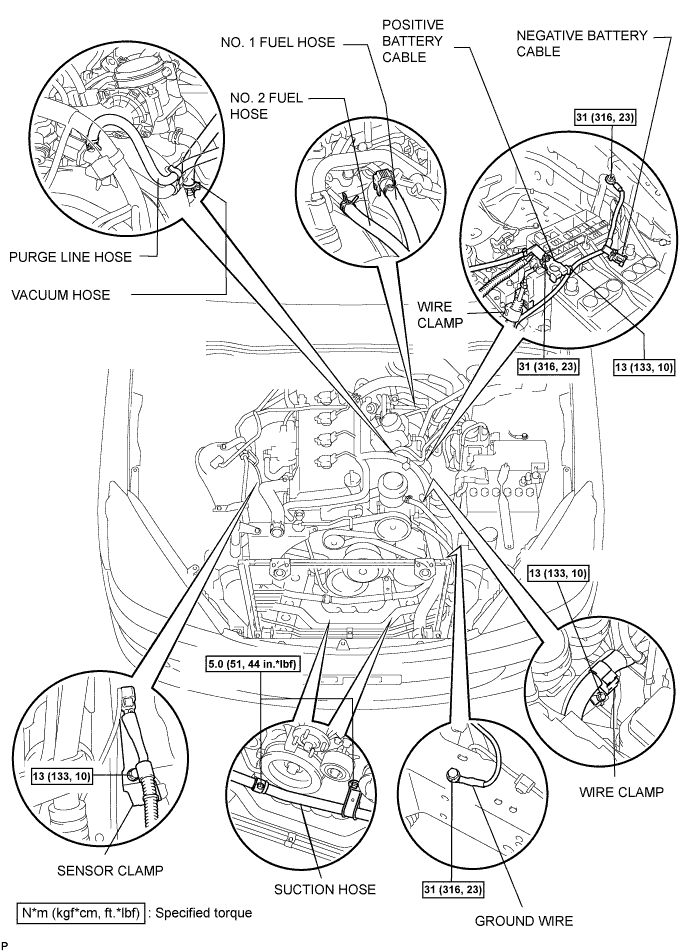 POSITIVE
BATTERY
CABLE
NEGATIVE BATTERY
CABLE
NO. 1 FUEL HOSE
NO. 2 FUEL
HOSE
31 (316, 23)
PURGE LINE HOSE
VACUUM HOSE
WIRE
CLAMP
31 (316, 23)
13 (133, 10)
13 (133, 10)
5.0 (51, 44 in.*lbf)
13 (133, 10)
WIRE CLAMP
SENSOR CLAMP
SUCTION HOSE
31 (316, 23)
GROUND WIRE
N*m (kgf*cm, ft.*lbf) : Specified torque
P